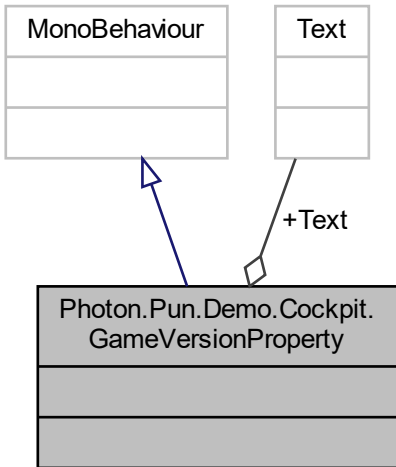 MonoBehaviour
Text
+Text
Photon.Pun.Demo.Cockpit.
GameVersionProperty